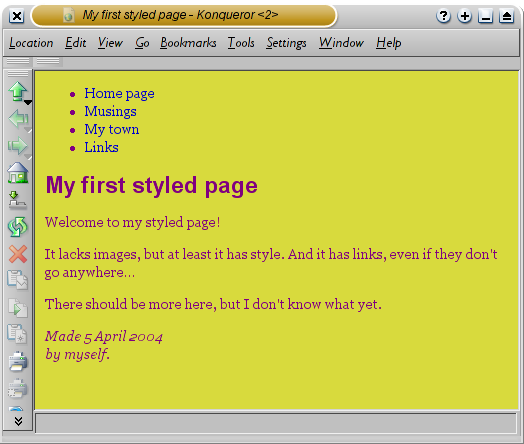 My first styled page - Konqueror <2>
Location Edit View Go Bookmarks Tools Settings Window Help
Home page
Musings
My town
Links
My first styled page
Welcome to my styled page!
It lacks images, but at least it has style. And it has links, even if they don't
go anywhere...
There should be more here, but I don't know what yet.
Made 5 April 2004
by myself.